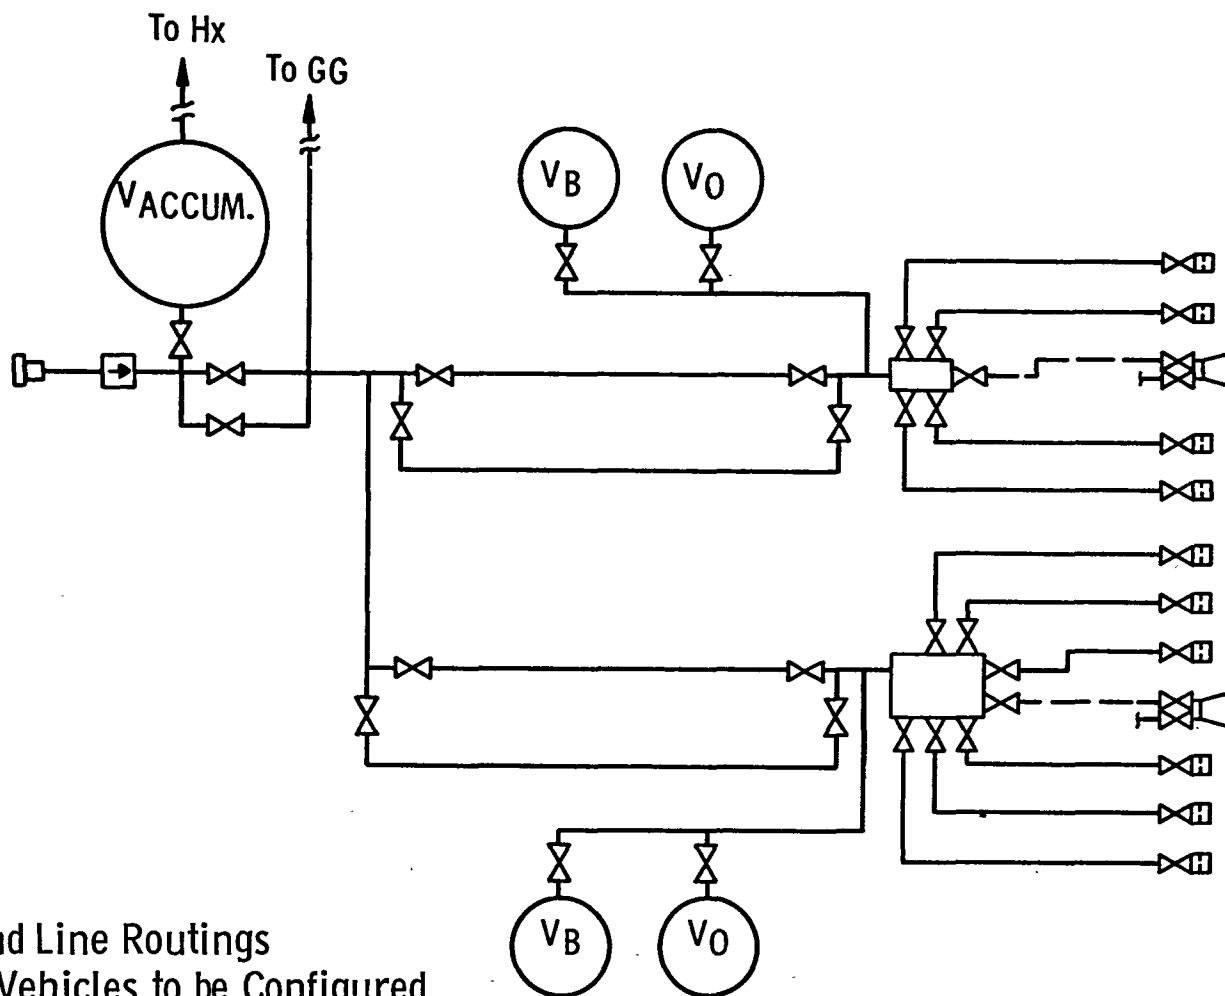 To Hx
To GG
VACCUM.
VB
VO
H
H
H
H
H
H
H
H
H
H
VB
VO
Line Routings
Vehicles to be Configured